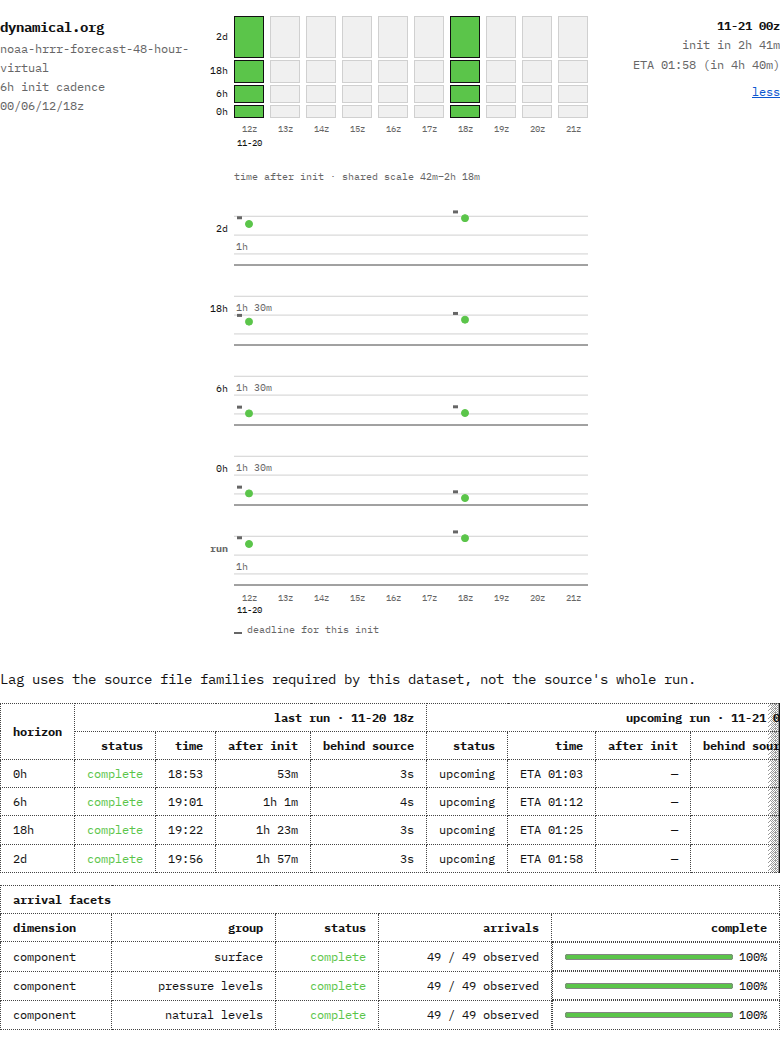 dynamical.org
noaa-hrrr-forecast-48-hour-
virtual
6h init cadence
00/06/12/18z
11-21 00z
init in 2h 41m
ETA 01:58 (in 4h 40m)
less
2d
18h
6h
0h
12z 13z 14z 15z 16z 17z 18z 19z 20z 21z
11-20
time after init · shared scale 42m–2h 18m
2d
1h
18h
1h 30m
6h
1h 30m
0h
1h 30m
run
1h
12z 13z 14z 15z 16z 17z 18z 19z 20z 21z
11-20
deadline for this init
Lag uses the source file families required by this dataset, not the source's whole run.
horizon last run · 11-20 18z upcoming run · 11-21
status time after init behind source status time after init behind
0h complete 18:53 53m 3s upcoming ETA 01:03 —
6h complete 19:01 1h 1m 4s upcoming ETA 01:12 —
18h complete 19:22 1h 23m 3s upcoming ETA 01:25 —
2d complete 19:56 1h 57m 3s upcoming ETA 01:58 —
arrival facets
dimension group status arrivals complete
component surface complete 49 / 49 observed 100%
component pressure levels complete 49 / 49 observed 100%
component natural levels complete 49 / 49 observed 100%